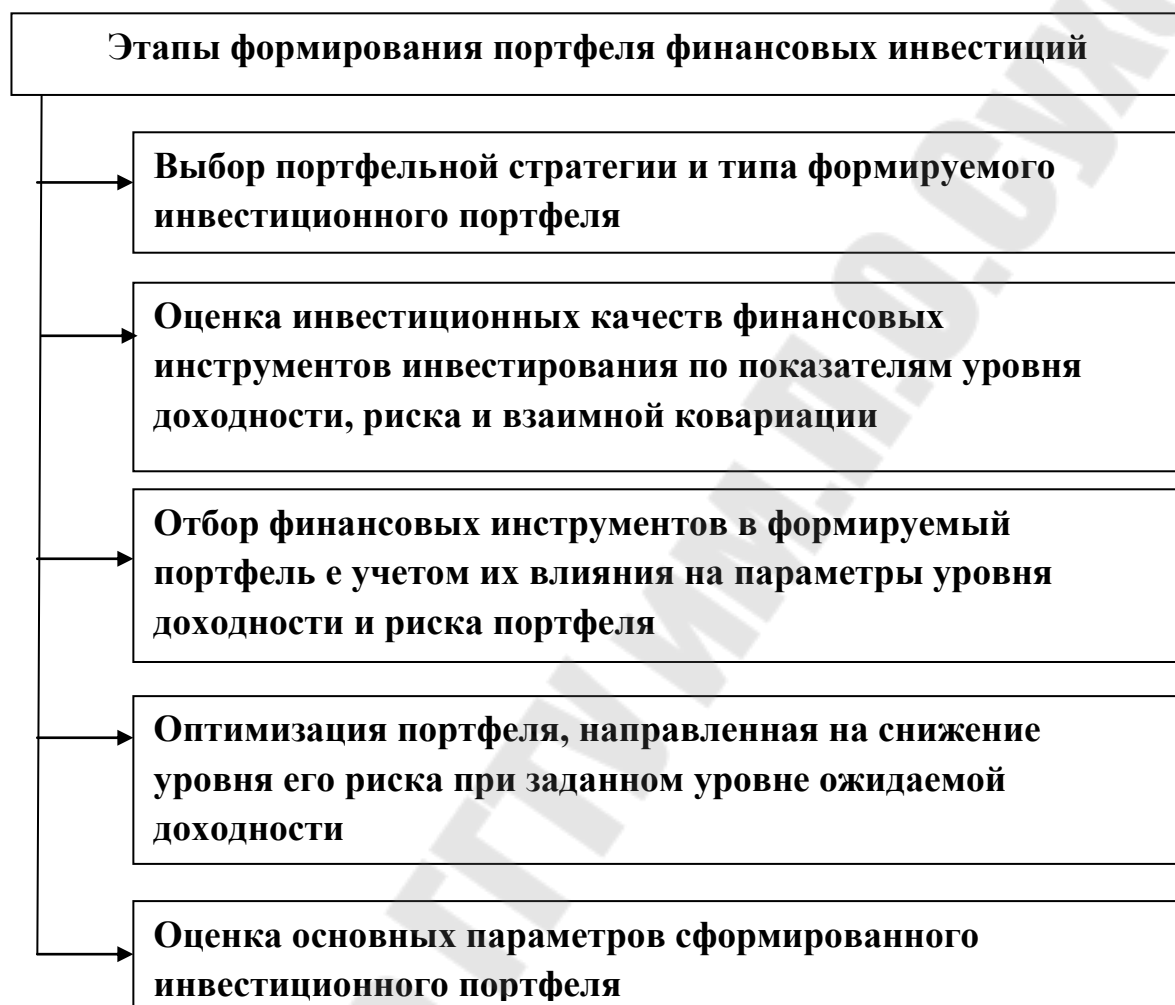 Этапы формирования портфеля финансовых инвестиций
Выбор портфельной стратегии и типа формируемого
инвестиционного портфеля
Оценка инвестиционных качеств финансовых
инструментов инвестирования по показателям уровня
доходности, риска и взаимной ковариации
Отбор финансовых инструментов в формируемый
портфель е учетом их влияния на параметры уровня
доходности и риска портфеля
Оптимизация портфеля, направленная на снижение
уровня его риска при заданном уровне ожидаемой
доходности
Оценка основных параметров сформированного
инвестиционного портфеля
ГГТУ им. П.О. Сухо